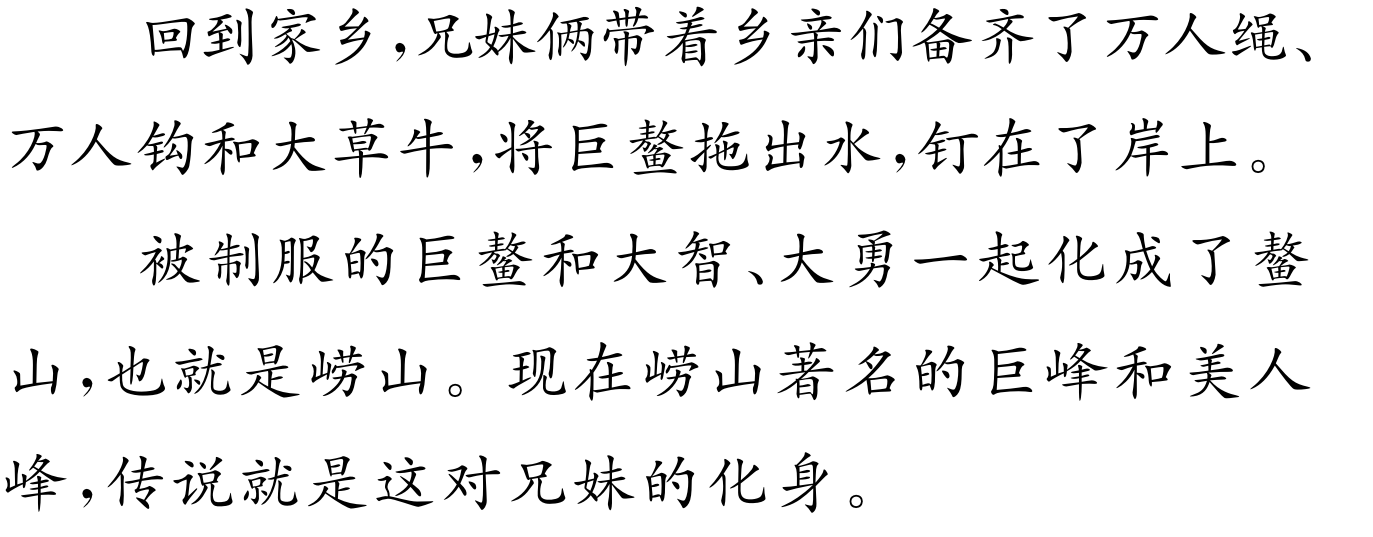 回到家乡,兄妹俩带着乡亲们备齐了万人绳、
万人钩和大草牛,将巨鳌拖出水,钉在了岸上。
被制服的巨鳌和大智、大勇一起化成了鳌
山,也就是崂山。现在崂山著名的巨峰和美人
峰,传说就是这对兄妹的化身。